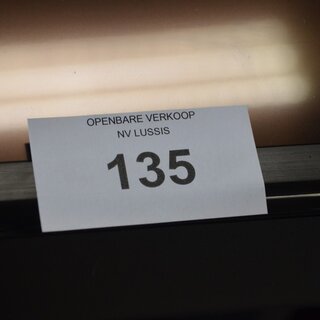 OPENBARE VERKOOP
NV LUSSIS
135